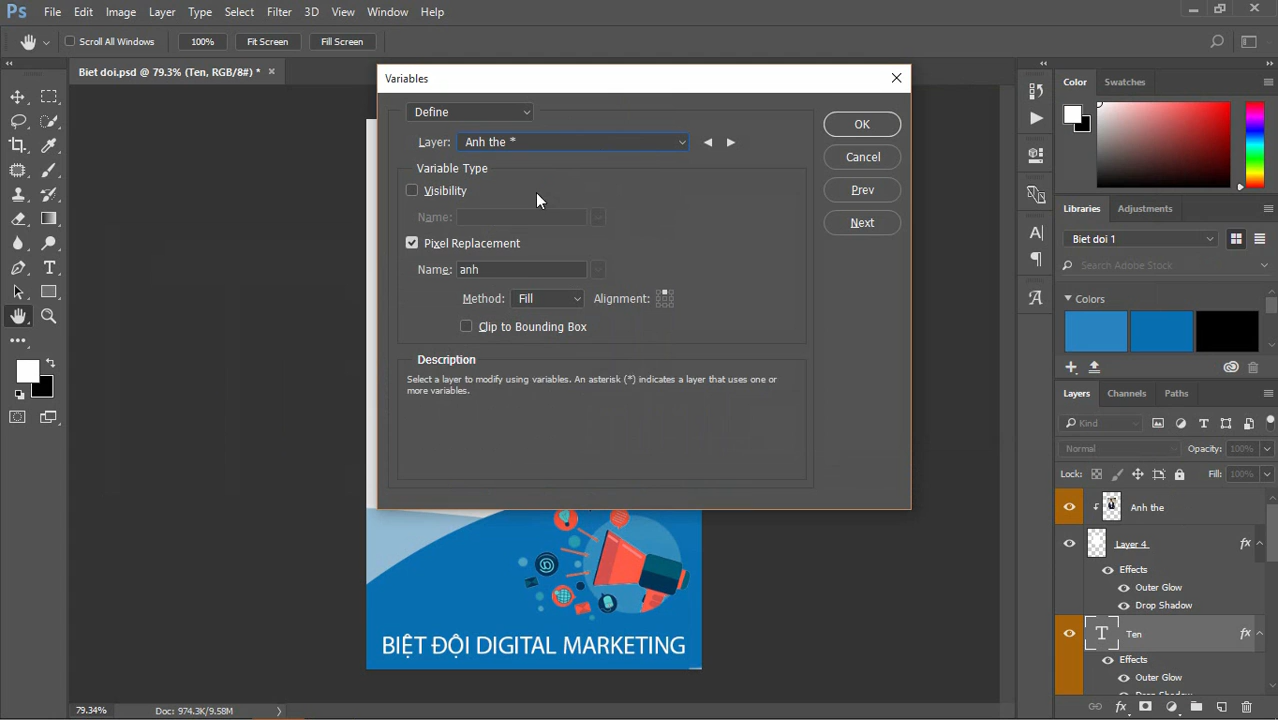 Ps File Edit Image Layer Type Select Filter 3D View Window Help
Scroll All Windows 100% Fit Screen Fill Screen
Biet doi.psd @ 79.3% (Ten, RGB/8#) * ×
Variables
Define
Layer: Anh the *
Variable Type
Visibility
Name:
Pixel Replacement
Name: anh
Method: Fill Alignment:
Clip to Bounding Box
Description
Select a layer to modify using variables. An asterisk (*) indicates a layer that uses one or
more variables.
OK
Cancel
Prev
Next
BIỆT ĐỘI DIGITAL MARKETING
79.34% Doc: 974.3K/9.58M
Color Swatches
Libraries Adjustments
Biet doi 1
Search Adobe Stock
Colors
Layers Channels Paths
Kind
Normal Opacity: 100%
Lock: Fill: 100%
Anh the
Layer 4 fx
Effects
Outer Glow
Drop Shadow
T Ten fx
Effects
Outer Glow
Drop Shadow